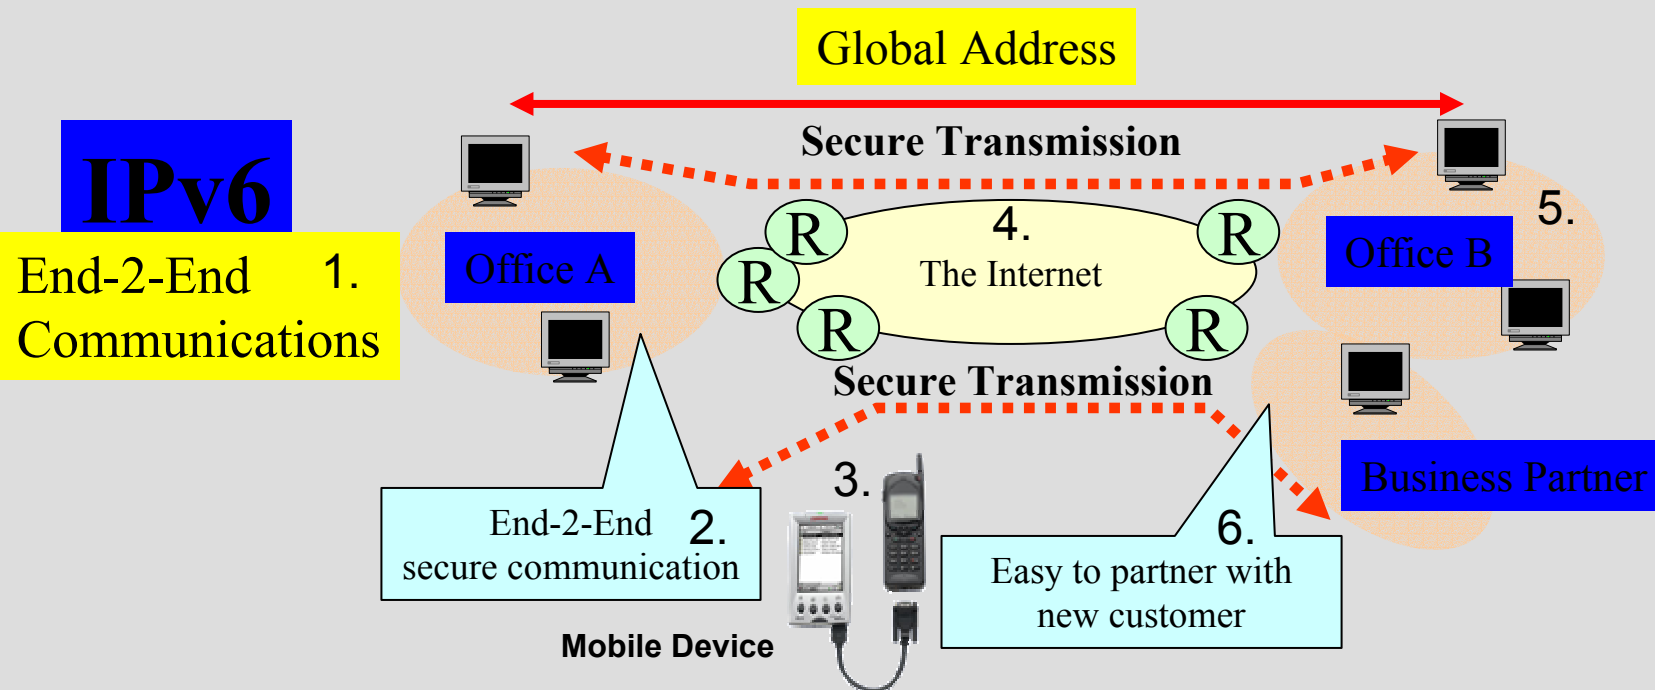 Global Address
Secure Transmission
IPv6
End-2-End 1.
Communications
Office A
R
R
R
4.
The Internet
R
R
5.
Office B
Secure Transmission
Business Partner
End-2-End 2.
secure communication
3.
Mobile Device
6.
Easy to partner with
new customer